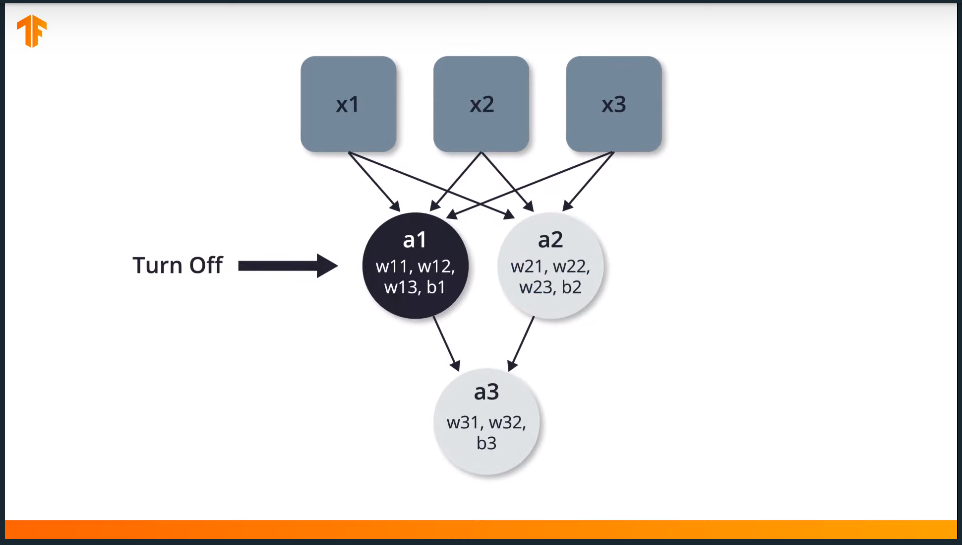 x1
x2
x3
Turn Off
a1
w11, w12,
w13, b1
a2
w21, w22,
w23, b2
a3
w31, w32,
b3